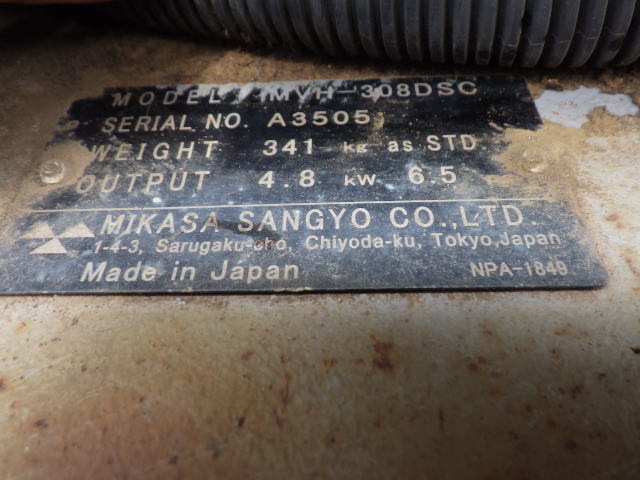 MODEL MVH-308DSC
SERIAL NO. A3505
WEIGHT 341 kg as STD.
OUTPUT 4.8 kW 6.5
MIKASA SANGYO CO.,LTD.
1-4-3, Sarugaku-cho, Chiyoda-ku, Tokyo,Japan
Made in Japan NPA-1849